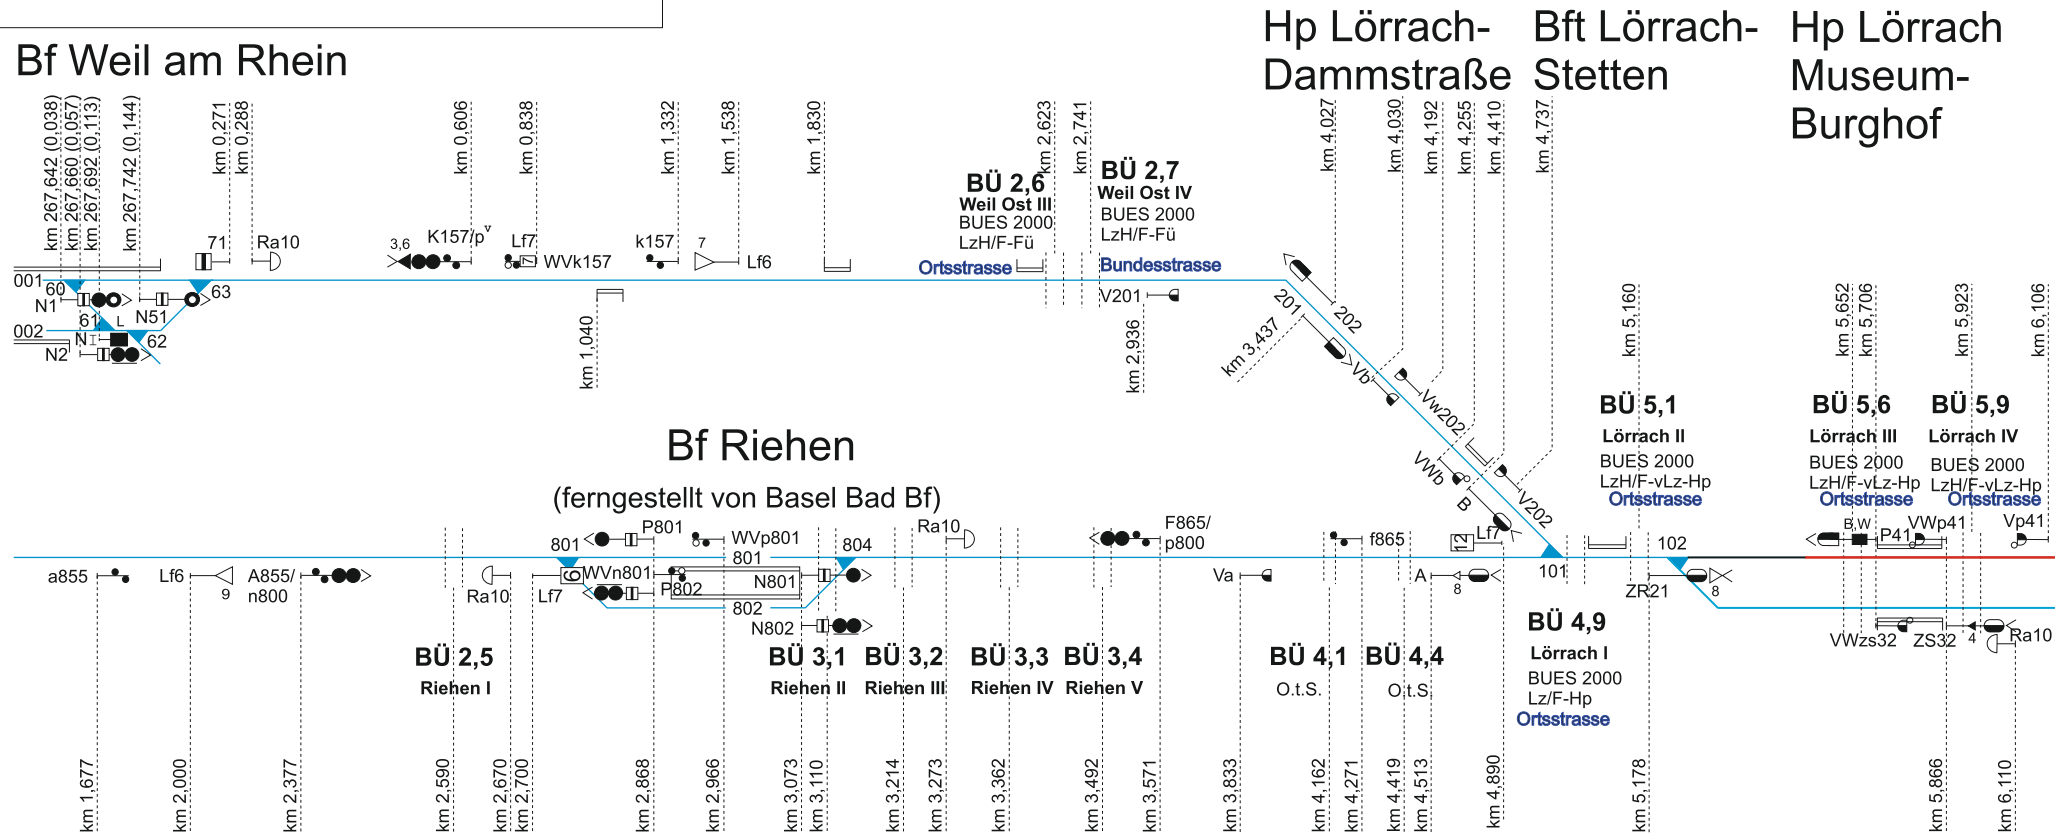 Bf Weil am Rhein
Hp Lörrach-
Dammstraße
Bft Lörrach-
Stetten
Hp Lörrach
Museum-
Burghof
km 267,642 (0,038)
km 267,660 (0,057)
km 267,692 (0,113)
km 267,742 (0,144)
km 0,271
km 0,288
km 0,606
km 0,838
km 1,332
km 1,538
km 1,830
km 2,623
km 2,741
km 4,027
km 4,030
km 4,192
km 4,255
km 4,410
km 4,737
BÜ 2,6
Weil Ost III
BUES 2000
LzH/F-Fü
Ortsstrasse
BÜ 2,7
Weil Ost IV
BUES 2000
LzH/F-Fü
Bundesstrasse
71
Ra10
3,6
K157/pv
Lf7
7
WVk157
k157
7
Lf6
001
60
N1
61
L
N51
63
002
N I
N2
62
km 1,040
V201
km 2,936
201
202
km 3,437
Vb
Vw202
VWb
B
V202
km 5,160
km 5,652
km 5,706
km 5,923
km 6,106
BÜ 5,1
Lörrach II
BUES 2000
LzH/F-vLz-Hp
Ortsstrasse
BÜ 5,6
Lörrach III
BUES 2000
LzH/F-vLz-Hp
Ortsstrasse
BÜ 5,9
Lörrach IV
BUES 2000
LzH/F-vLz-Hp
Ortsstrasse
Bf Riehen
(ferngestellt von Basel Bad Bf)
801
P801
WVp801
801
804
Ra10
F865/
p800
f865
12
Lf7
101
102
B,W
P41
VWp41
Vp41
a855
Lf6
9
A855/
n800
Ra10
Lf7
6
WVn801
P802
N801
802
N802
Va
A
8
ZR21
8
VWzs32
ZS32
4
Ra10
BÜ 2,5
Riehen I
BÜ 3,1
Riehen II
BÜ 3,2
Riehen III
BÜ 3,3
Riehen IV
BÜ 3,4
Riehen V
BÜ 4,1
O.t.S.
BÜ 4,4
O.t.S.
BÜ 4,9
Lörrach I
BUES 2000
Lz/F-Hp
Ortsstrasse
km 1,677
km 2,000
km 2,377
km 2,590
km 2,670
km 2,700
km 2,868
km 2,966
km 3,073
km 3,110
km 3,214
km 3,273
km 3,362
km 3,492
km 3,571
km 3,833
km 4,162
km 4,271
km 4,419
km 4,513
km 4,890
km 5,178
km 5,866
km 6,110